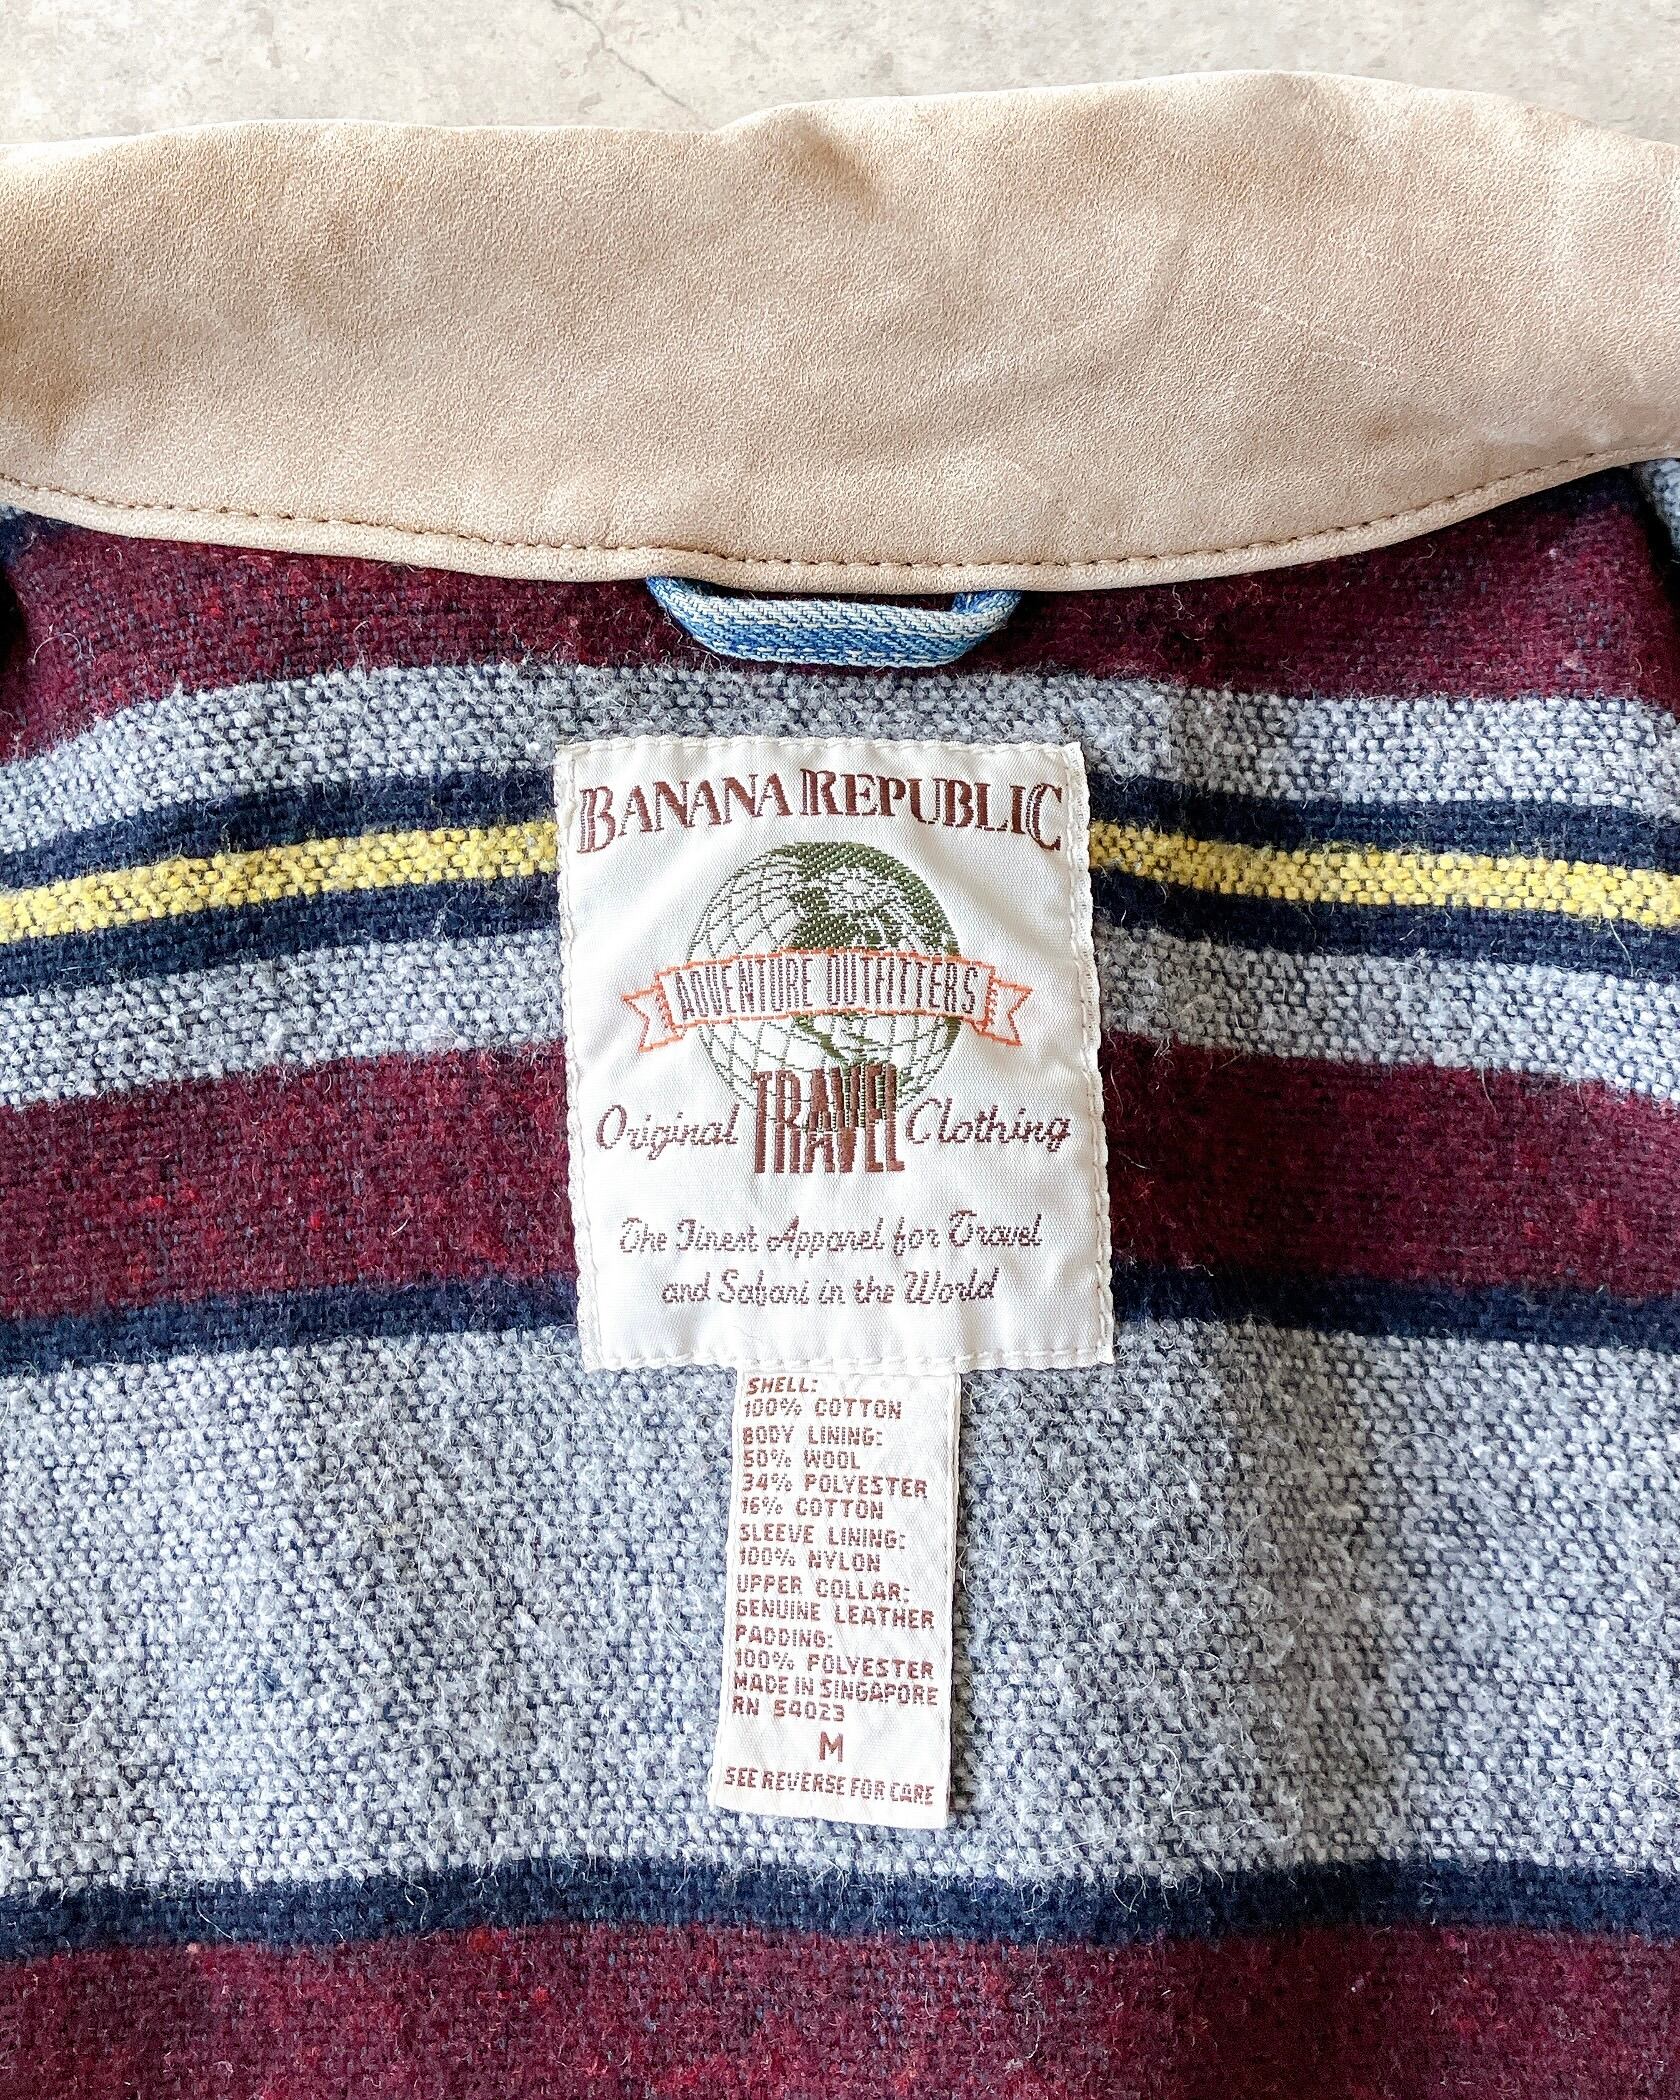 BANANA REPUBLIC
ADVENTURE OUTFITTERS
Original TRAVEL Clothing
The Finest Apparel for Travel
and Safari in the World
SHELL:
100% COTTON
BODY LINING:
50% WOOL
34% POLYESTER
16% COTTON
SLEEVE LINING:
100% NYLON
UPPER COLLAR:
GENUINE LEATHER
PADDING:
100% POLYESTER
MADE IN SINGAPORE
RN 54023
M
SEE REVERSE FOR CARE